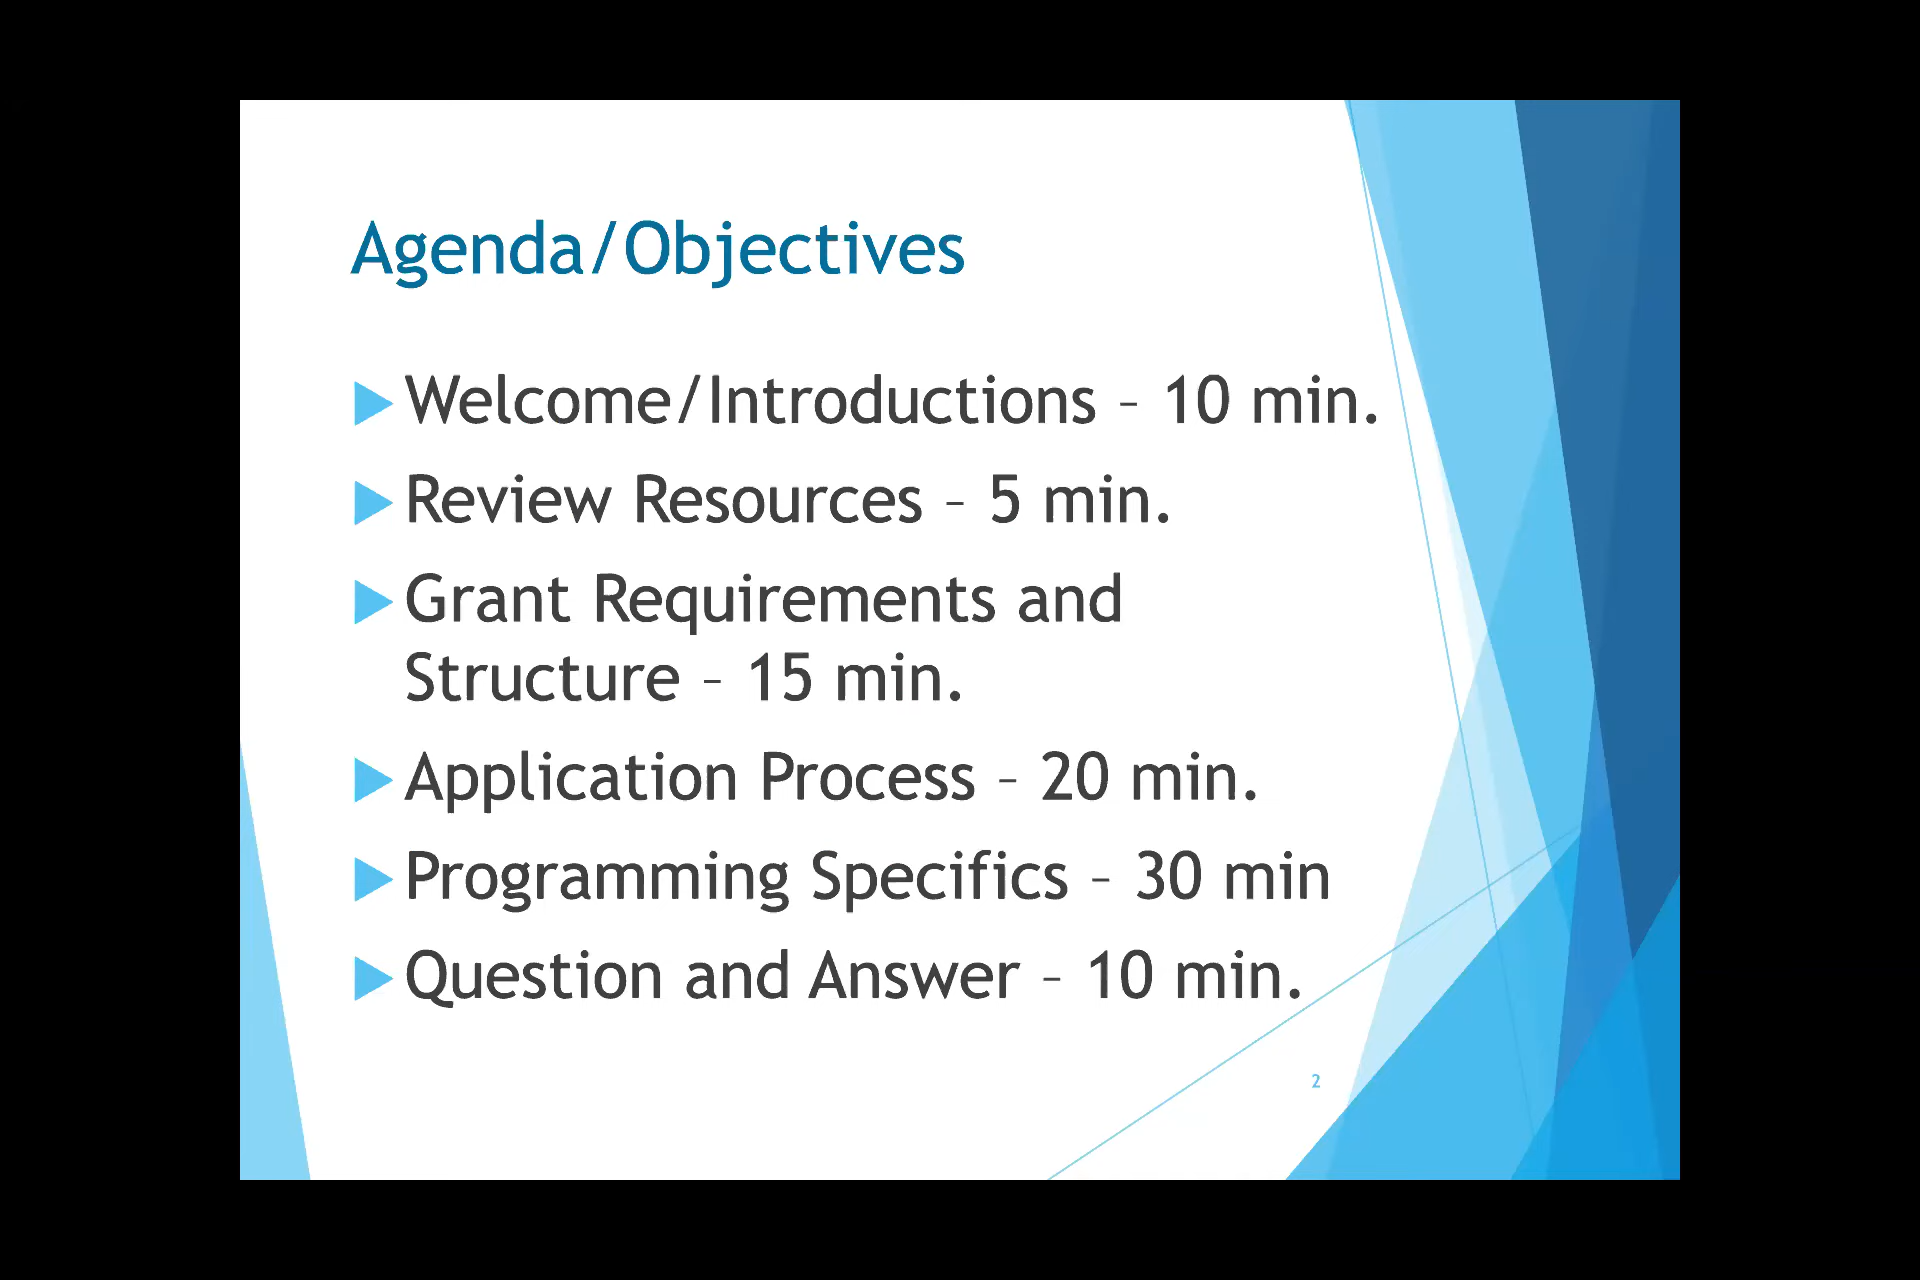 Agenda/Objectives
Welcome/Introductions – 10 min.
Review Resources – 5 min.
Grant Requirements and
Structure – 15 min.
Application Process – 20 min.
Programming Specifics – 30 min
Question and Answer – 10 min.
2